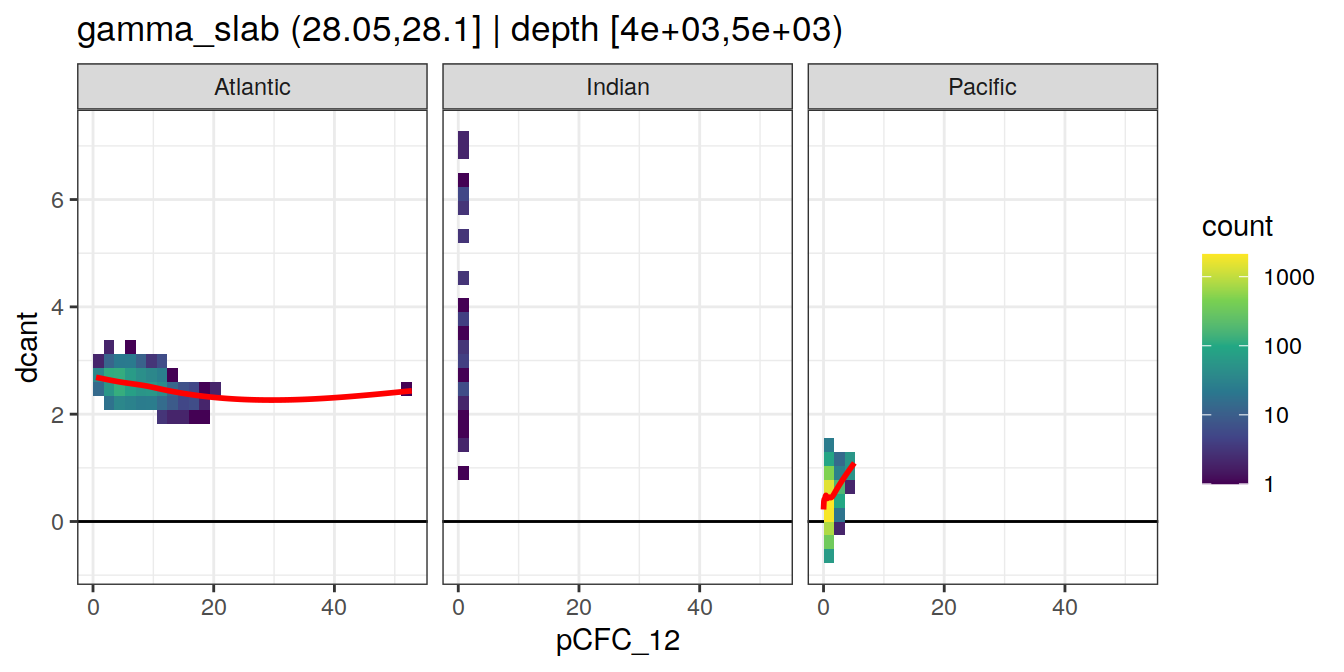 gamma_slab (28.05,28.1] | depth [4e+03,5e+03)
Atlantic Indian Pacific
dcant
6
4
2
0
0 20 40 0 20 40 0 20 40
pCFC_12
count
1000
100
10
1